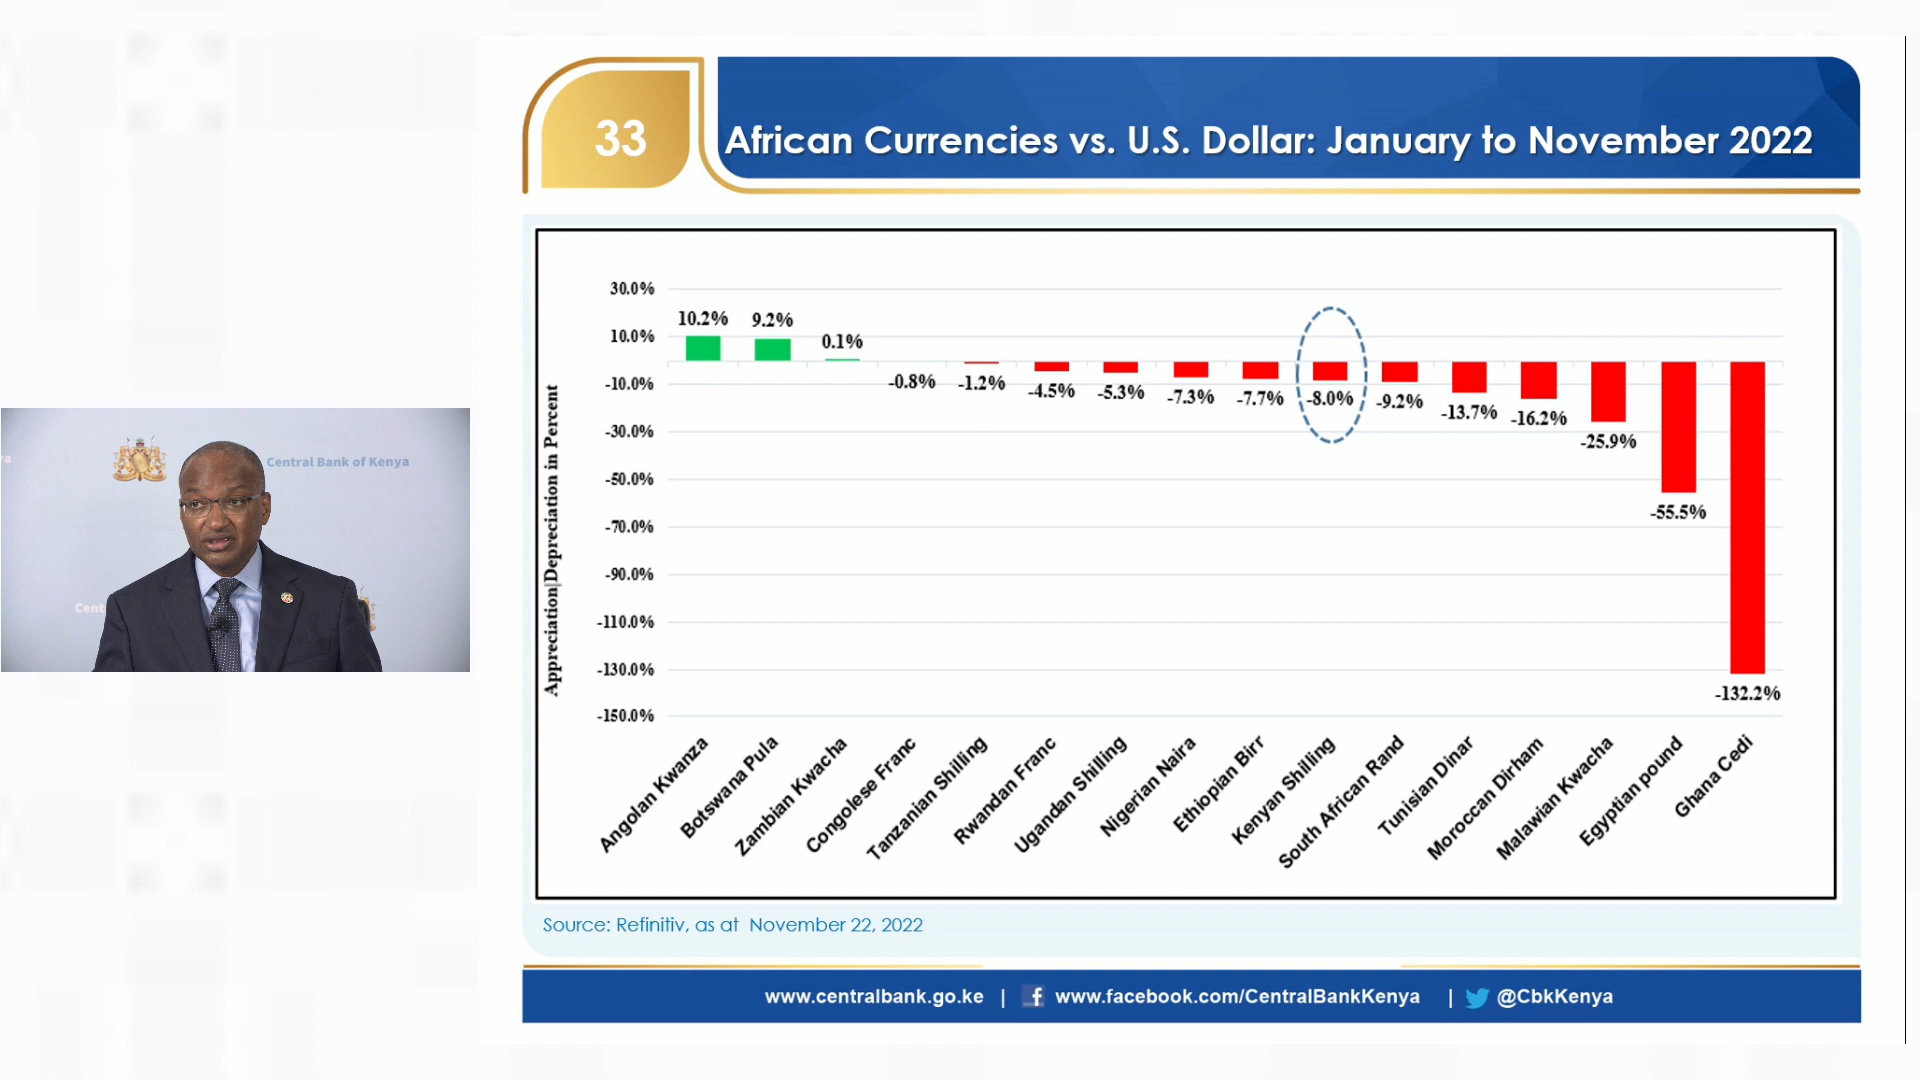 33
African Currencies vs. U.S. Dollar: January to November 2022
Appreciation|Depreciation in Percent
30.0%
10.0%
-10.0%
-30.0%
-50.0%
-70.0%
-90.0%
-110.0%
-130.0%
-150.0%
10.2%
9.2%
0.1%
-0.8%
-1.2%
-4.5%
-5.3%
-7.3%
-7.7%
-8.0%
-9.2%
-13.7%
-16.2%
-25.9%
-55.5%
-132.2%
Angolan Kwanza
Botswana Pula
Zambian Kwacha
Congolese Franc
Tanzanian Shilling
Rwandan Franc
Ugandan Shilling
Nigerian Naira
Ethiopian Birr
Kenyan Shilling
South African Rand
Tunisian Dinar
Moroccan Dirham
Malawian Kwacha
Egyptian pound
Ghana Cedi
Source: Refinitiv, as at November 22, 2022
www.centralbank.go.ke | www.facebook.com/CentralBankKenya | @CbkKenya
ya
Central Bank of Kenya
Cent